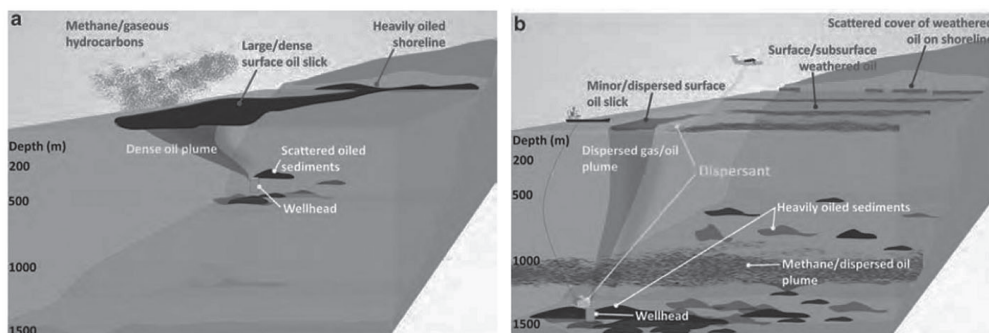 a
Methane/gaseous
hydrocarbons
Large/dense
surface oil slick
Heavily oiled
shoreline
Depth (m)
Dense oil plume
Scattered oiled
sediments
200
Wellhead
500
1000
1500
b
Scattered cover of weathered
oil on shoreline
Surface/subsurface
weathered oil
Minor/dispersed surface
oil slick
Depth (m)
Dispersed gas/oil
plume
200
Dispersant
500
Heavily oiled sediments
1000
Methane/dispersed oil
plume
Wellhead
1500